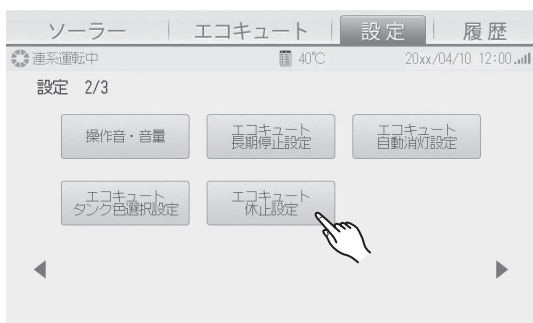 ソーラー エコキュート 設定 履歴
連系運転中 40℃ 20xx/04/10 12:00
設定 2/3
操作音・音量
エコキュート
長期停止設定
エコキュート
自動消灯設定
エコキュート
タンク色選択設定
エコキュート
休止設定